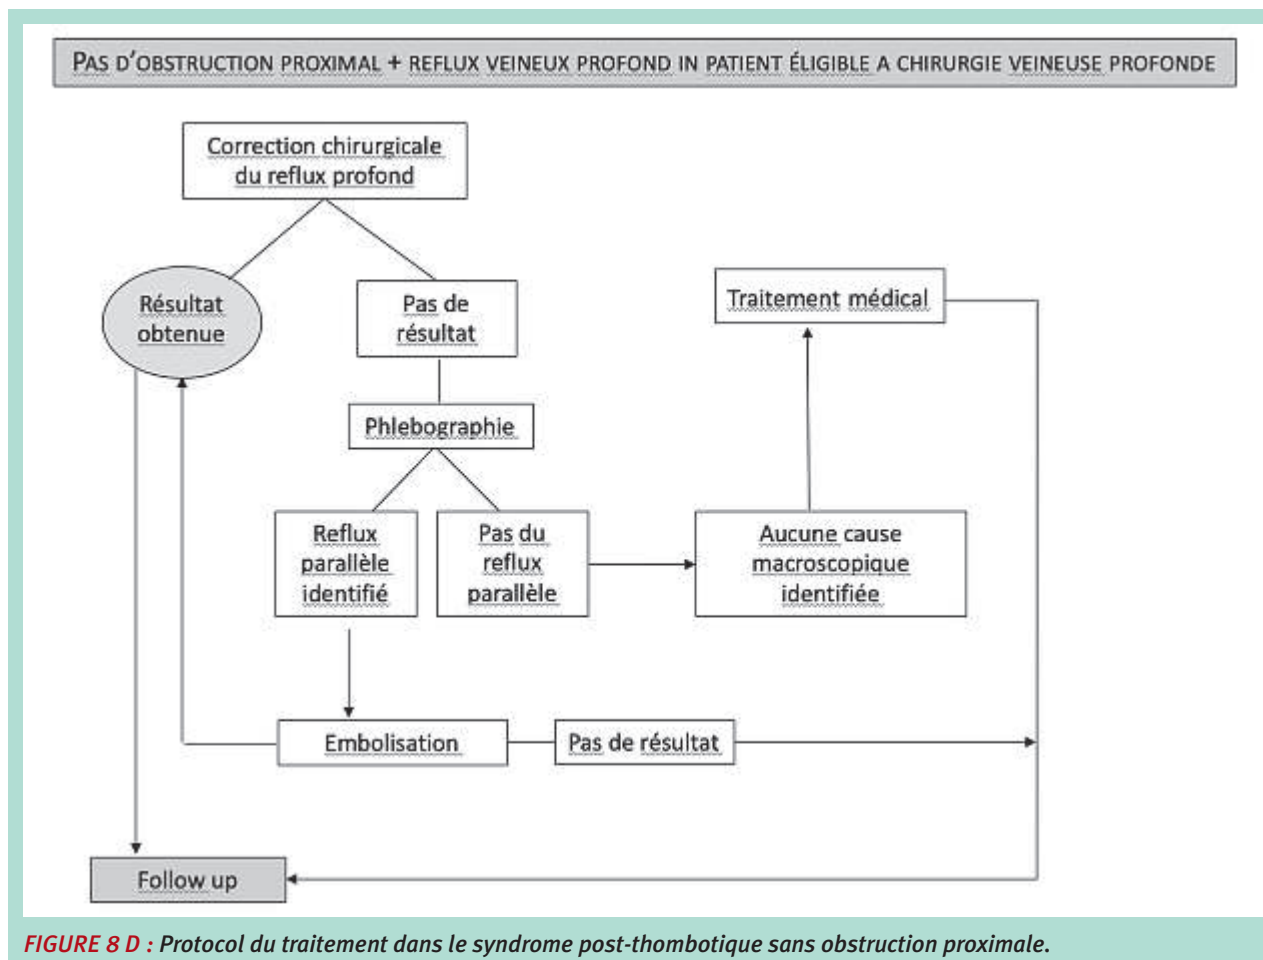 PAS D'OBSTRUCTION PROXIMAL + REFLUX VEINEUX PROFOND IN PATIENT ÉLIGIBLE A CHIRURGIE VEINEUSE PROFONDE
Correction chirurgicale
du reflux profond
Résultat
obtenue
Pas de
résultat
Traitement médical
Phlebographie
Reflux
parallèle
identifié
Pas du
reflux
parallèle
Aucune cause
macroscopique
identifiée
Embolisation
Pas de résultat
Follow up
FIGURE 8 D : Protocol du traitement dans le syndrome post-thombotique sans obstruction proximale.